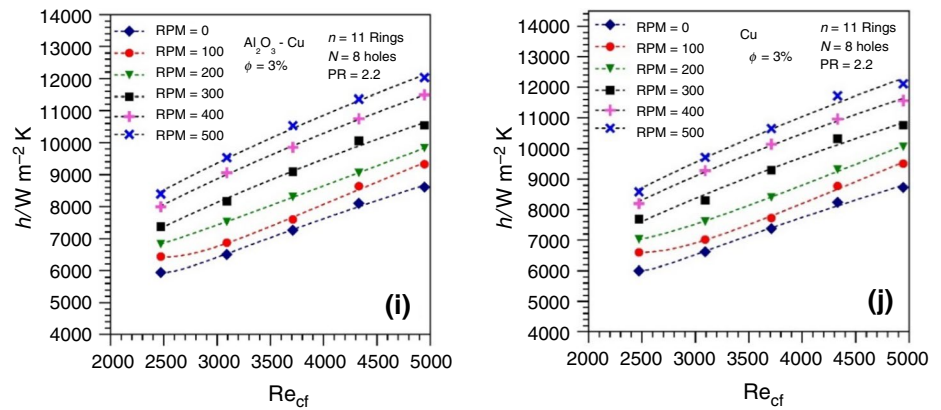 14000
13000
12000
11000
10000
9000
8000
7000
6000
5000
4000
h/W m⁻² K
RPM = 0
RPM = 100
RPM = 200
RPM = 300
RPM = 400
RPM = 500
Al₂O₃ - Cu
ϕ = 3%
n = 11 Rings
N = 8 holes
PR = 2.2
(i)
2000 2500 3000 3500 4000 4500 5000
Re_cf
14000
13000
12000
11000
10000
9000
8000
7000
6000
5000
4000
h/W m⁻² K
RPM = 0
RPM = 100
RPM = 200
RPM = 300
RPM = 400
RPM = 500
Cu
ϕ = 3%
n = 11 Rings
N = 8 holes
PR = 2.2
(j)
2000 2500 3000 3500 4000 4500 5000
Re_cf